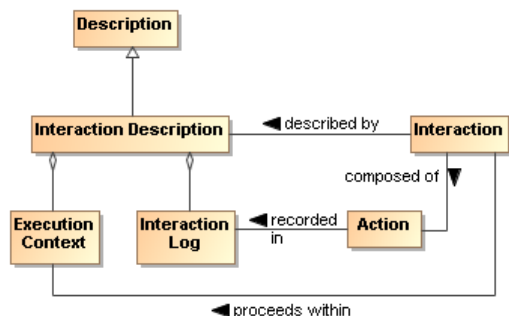 Description
Interaction Description
described by
Interaction
composed of
Execution
Context
Interaction
Log
recorded
in
Action
proceeds within